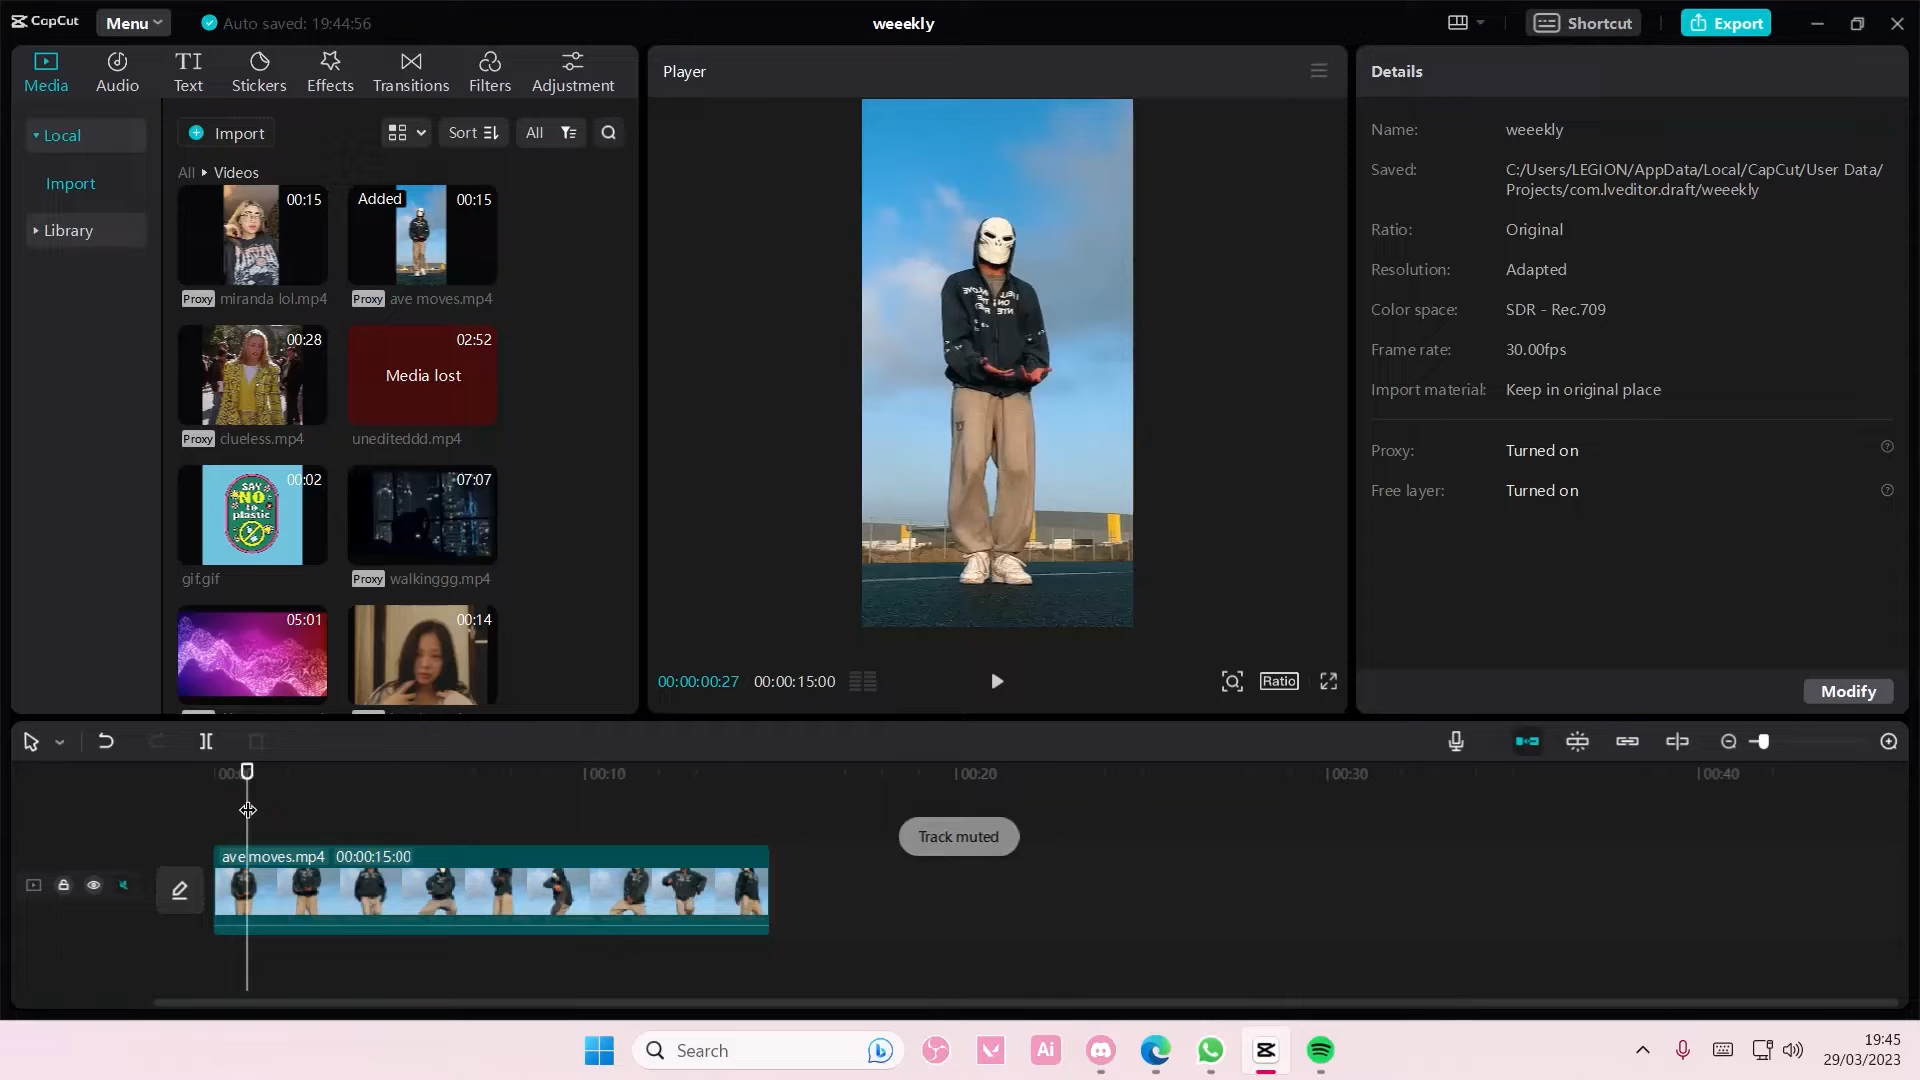 CapCut
Menu
Auto saved: 19:44:56
weeekly
Shortcut
Export
Media
Audio
TI
Text
Stickers
Effects
Transitions
Filters
Adjustment
Local
Import
Library
Import
Sort
All
All
Videos
00:15
Added
00:15
Proxy miranda lol.mp4
Proxy ave moves.mp4
00:28
02:52
Media lost
Proxy clueless.mp4
unediteddd.mp4
00:02
SAY
NO
to
plastic
07:07
gif.gif
Proxy walkinggg.mp4
05:01
00:14
Player
00:00:00:27
00:00:15:00
Ratio
Details
Name: weeekly
Saved: C:/Users/LEGION/AppData/Local/CapCut/User Data/
Projects/com.lveditor.draft/weeekly
Ratio: Original
Resolution: Adapted
Color space: SDR - Rec.709
Frame rate: 30.00fps
Import material: Keep in original place
Proxy: Turned on
Free layer: Turned on
Modify
00:10
00:20
00:30
00:40
Track muted
ave moves.mp4 00:00:15:00
Search
Ai
19:45
29/03/2023